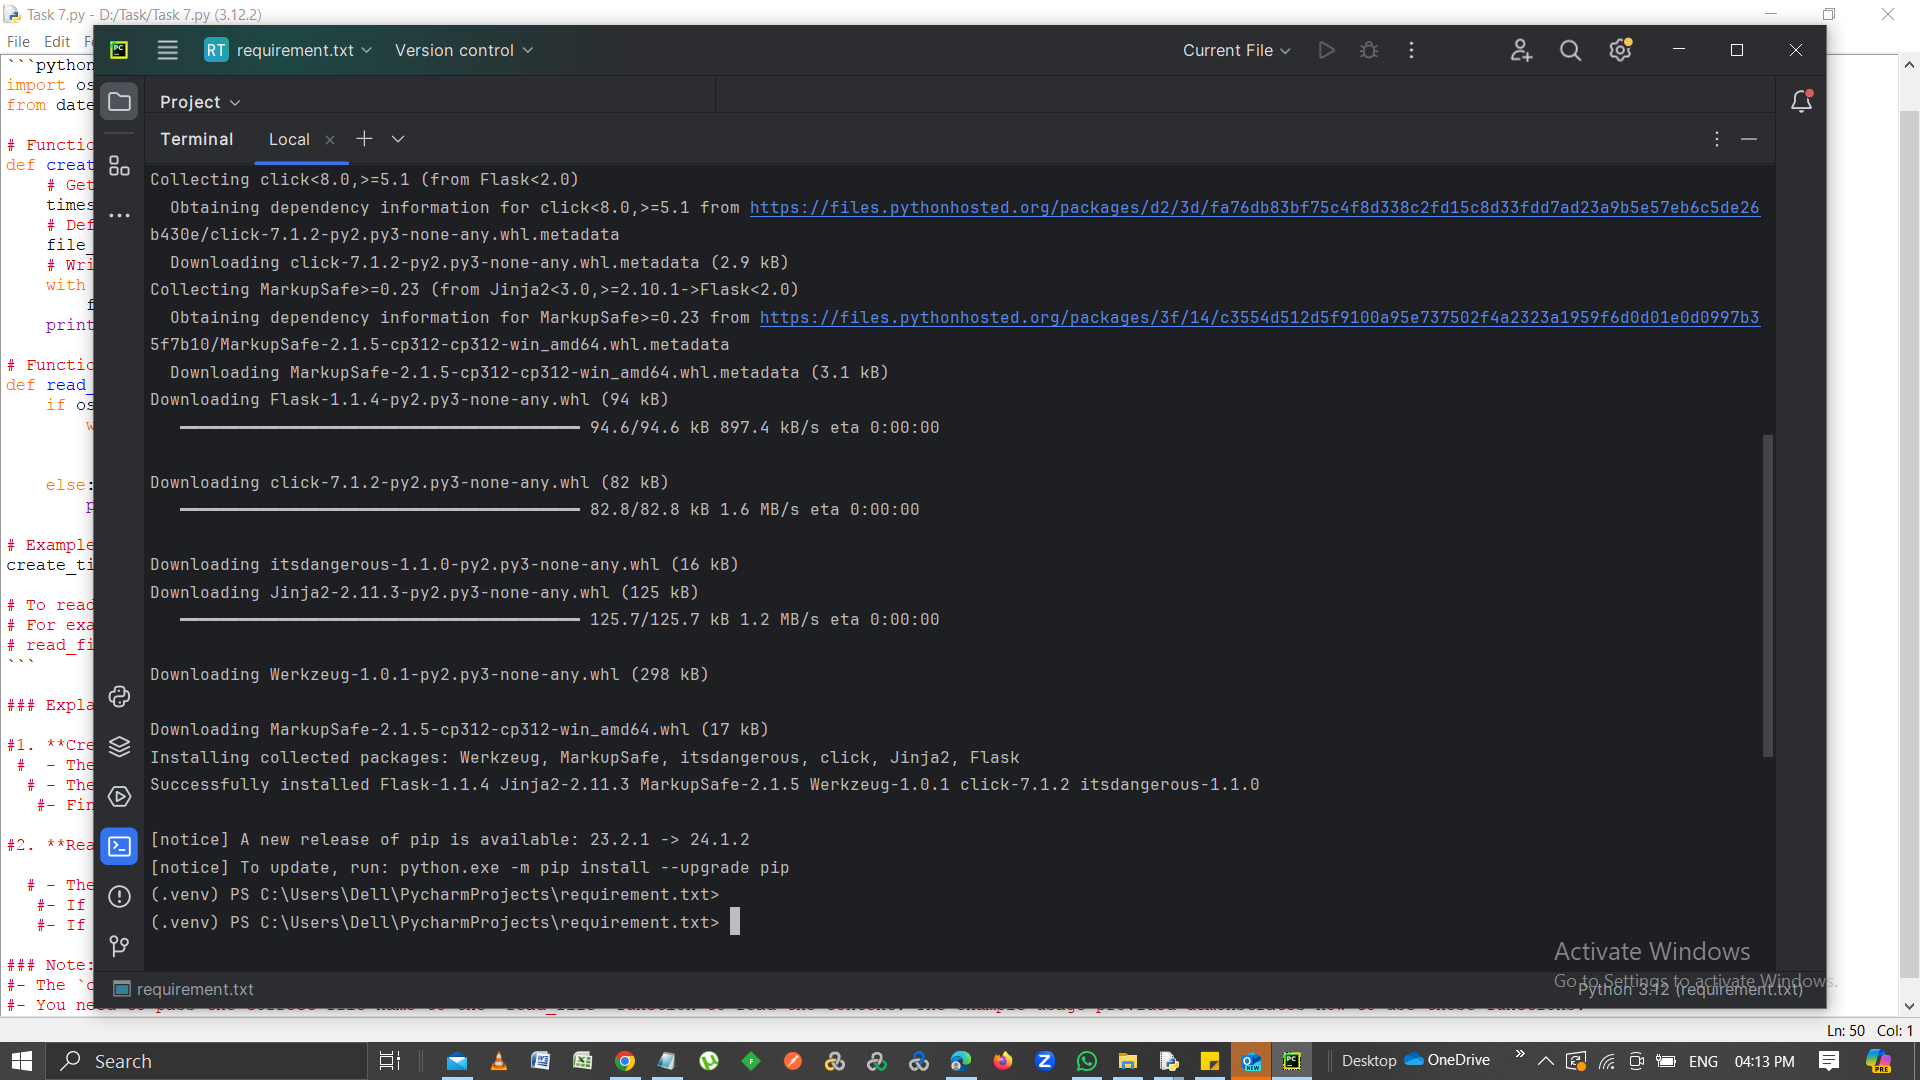 Task 7.py - D:/Task/Task 7.py (3.12.2)
File Edit
```python
import os
from date
# Functio
def creat
# Get
times
# Def
file_
# Wri
with
f
print
# Functio
def read_
if os
else:
# Example
create_ti
# To read
# For exa
# read_fi
```
### Expla
#1. **Cre
# - The
# - The
#- Fin
#2. **Rea
# - The
#- If
#- If
### Note:
#- The `c
#- You ne
PC RT requirement.txt Version control Current File
Project
Terminal Local
Collecting click<8.0,>=5.1 (from Flask<2.0)
Obtaining dependency information for click<8.0,>=5.1 from https://files.pythonhosted.org/packages/d2/3d/fa76db83bf75c4f8d338c2fd15c8d33fdd7ad23a9b5e57eb6c5de26
b430e/click-7.1.2-py2.py3-none-any.whl.metadata
Downloading click-7.1.2-py2.py3-none-any.whl.metadata (2.9 kB)
Collecting MarkupSafe>=0.23 (from Jinja2<3.0,>=2.10.1->Flask<2.0)
Obtaining dependency information for MarkupSafe>=0.23 from https://files.pythonhosted.org/packages/3f/14/c3554d512d5f9100a95e737502f4a2323a1959f6d0d01e0d0997b3
5f7b10/MarkupSafe-2.1.5-cp312-cp312-win_amd64.whl.metadata
Downloading MarkupSafe-2.1.5-cp312-cp312-win_amd64.whl.metadata (3.1 kB)
Downloading Flask-1.1.4-py2.py3-none-any.whl (94 kB)
94.6/94.6 kB 897.4 kB/s eta 0:00:00
Downloading click-7.1.2-py2.py3-none-any.whl (82 kB)
82.8/82.8 kB 1.6 MB/s eta 0:00:00
Downloading itsdangerous-1.1.0-py2.py3-none-any.whl (16 kB)
Downloading Jinja2-2.11.3-py2.py3-none-any.whl (125 kB)
125.7/125.7 kB 1.2 MB/s eta 0:00:00
Downloading Werkzeug-1.0.1-py2.py3-none-any.whl (298 kB)
Downloading MarkupSafe-2.1.5-cp312-cp312-win_amd64.whl (17 kB)
Installing collected packages: Werkzeug, MarkupSafe, itsdangerous, click, Jinja2, Flask
Successfully installed Flask-1.1.4 Jinja2-2.11.3 MarkupSafe-2.1.5 Werkzeug-1.0.1 click-7.1.2 itsdangerous-1.1.0
[notice] A new release of pip is available: 23.2.1 -> 24.1.2
[notice] To update, run: python.exe -m pip install --upgrade pip
(.venv) PS C:\Users\Dell\PycharmProjects\requirement.txt>
(.venv) PS C:\Users\Dell\PycharmProjects\requirement.txt>
Activate Windows
Go to Settings to activate Windows.
requirement.txt Python 3.12 (requirement.txt)
Ln: 50 Col: 1
Search Desktop OneDrive ENG 04:13 PM